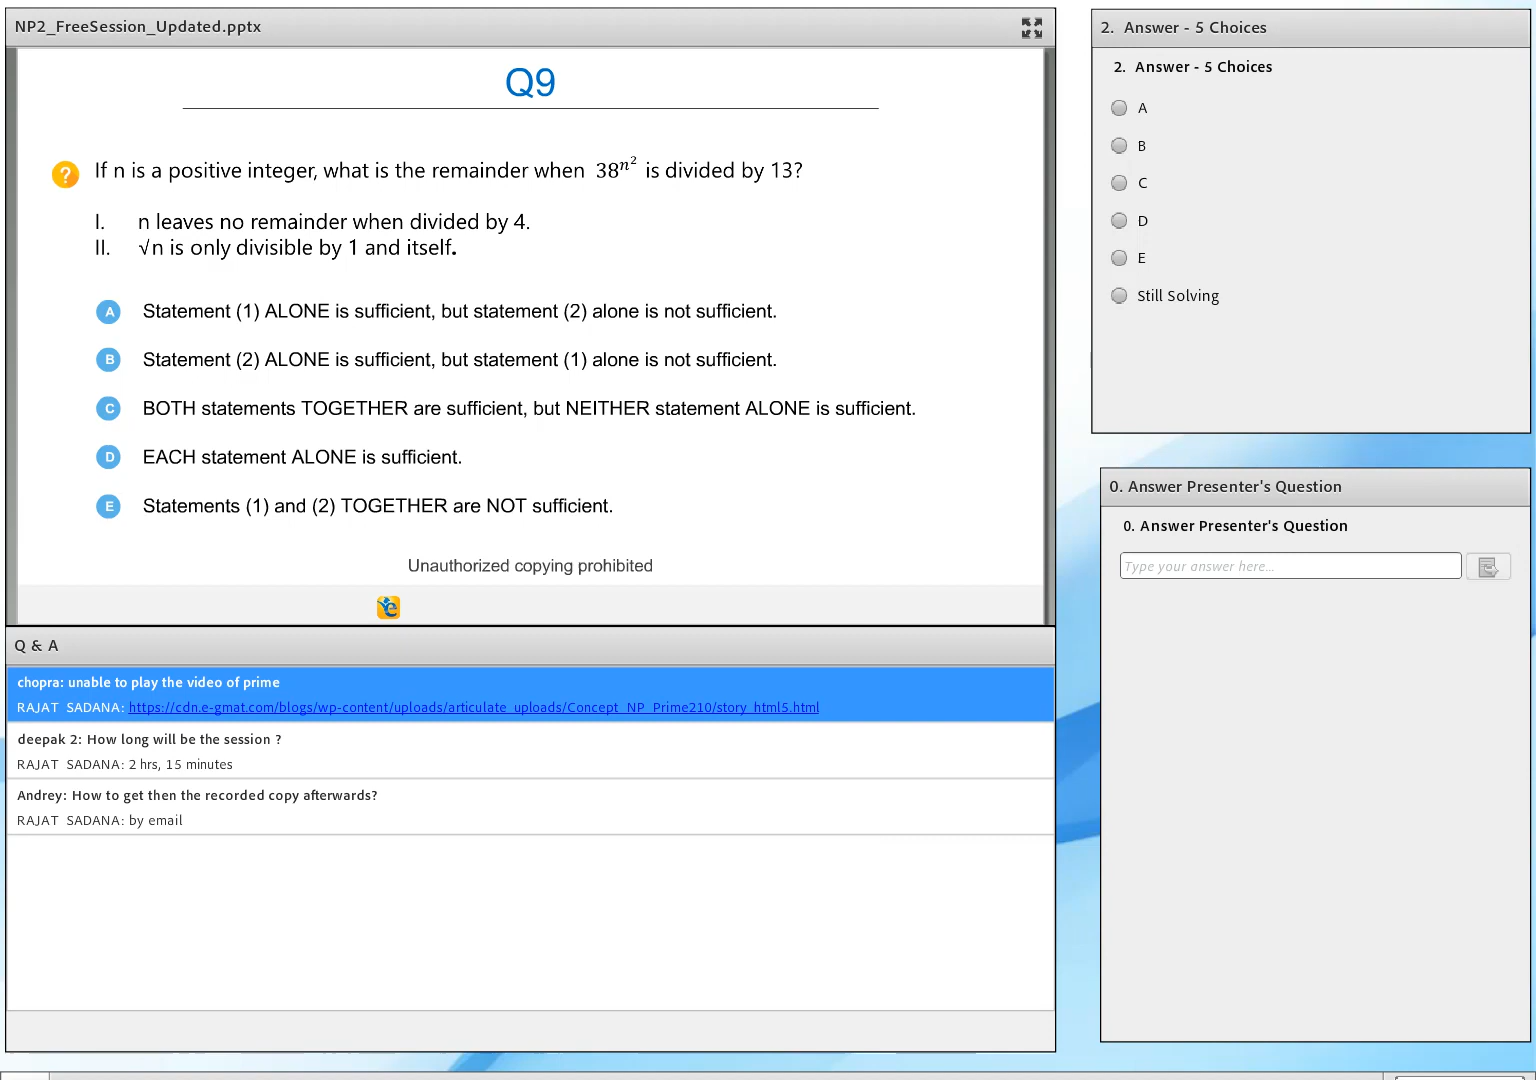 NP2_FreeSession_Updated.pptx
Q9
? If n is a positive integer, what is the remainder when 38^{n^2} is divided by 13?
I. n leaves no remainder when divided by 4.
II. √n is only divisible by 1 and itself.
A Statement (1) ALONE is sufficient, but statement (2) alone is not sufficient.
B Statement (2) ALONE is sufficient, but statement (1) alone is not sufficient.
C BOTH statements TOGETHER are sufficient, but NEITHER statement ALONE is sufficient.
D EACH statement ALONE is sufficient.
E Statements (1) and (2) TOGETHER are NOT sufficient.
Unauthorized copying prohibited
e
Q & A
chopra: unable to play the video of prime
RAJAT SADANA: https://cdn.e-gmat.com/blogs/wp-content/uploads/articulate_uploads/Concept_NP_Prime210/story_html5.html
deepak 2: How long will be the session ?
RAJAT SADANA: 2 hrs, 15 minutes
Andrey: How to get then the recorded copy afterwards?
RAJAT SADANA: by email
2. Answer - 5 Choices
2. Answer - 5 Choices
A
B
C
D
E
Still Solving
0. Answer Presenter's Question
0. Answer Presenter's Question
Type your answer here...